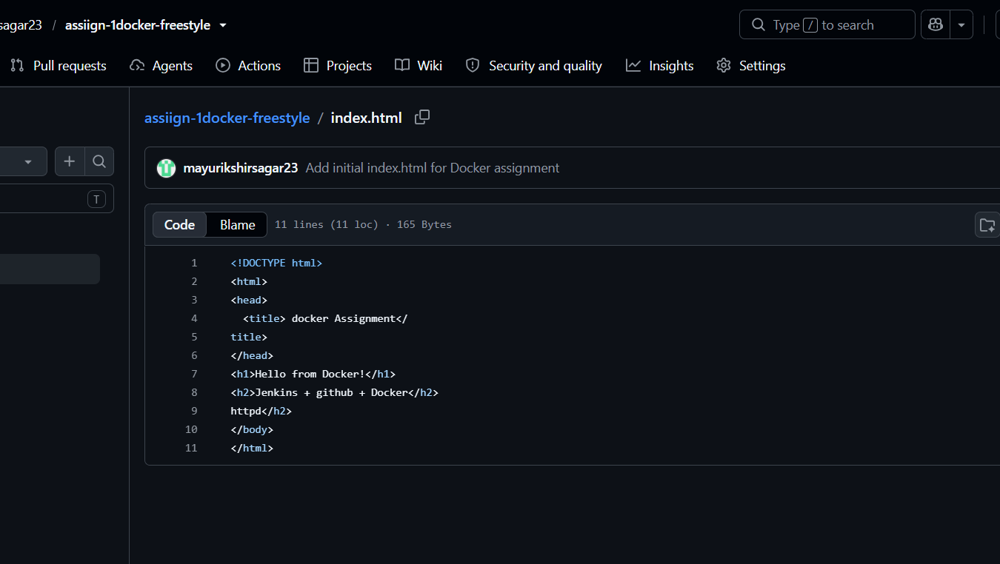 sagar23 / assiign-1docker-freestyle
Type / to search
Pull requests Agents Actions Projects Wiki Security and quality Insights Settings
assiign-1docker-freestyle / index.html
mayurikshirsagar23 Add initial index.html for Docker assignment
T
Code Blame 11 lines (11 loc) · 165 Bytes
1 <!DOCTYPE html>
2 <html>
3 <head>
4 <title> docker Assignment</
5 title>
6 </head>
7 <h1>Hello from Docker!</h1>
8 <h2>Jenkins + github + Docker</h2>
9 httpd</h2>
10 </body>
11 </html>